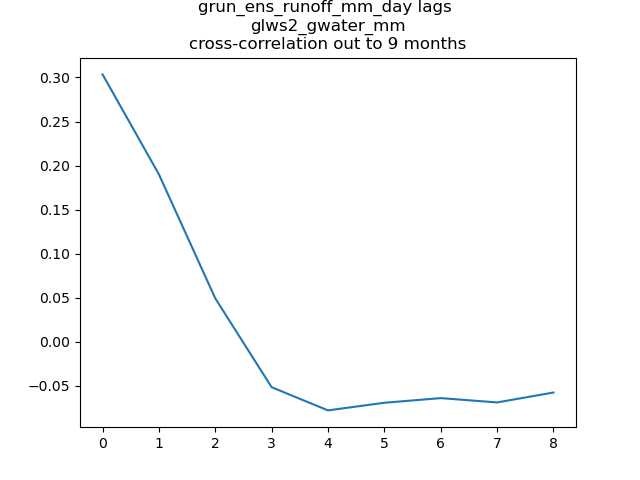 grun_ens_runoff_mm_day lags
glws2_gwater_mm
cross-correlation out to 9 months
0.30
0.25
0.20
0.15
0.10
0.05
0.00
−0.05
0 1 2 3 4 5 6 7 8